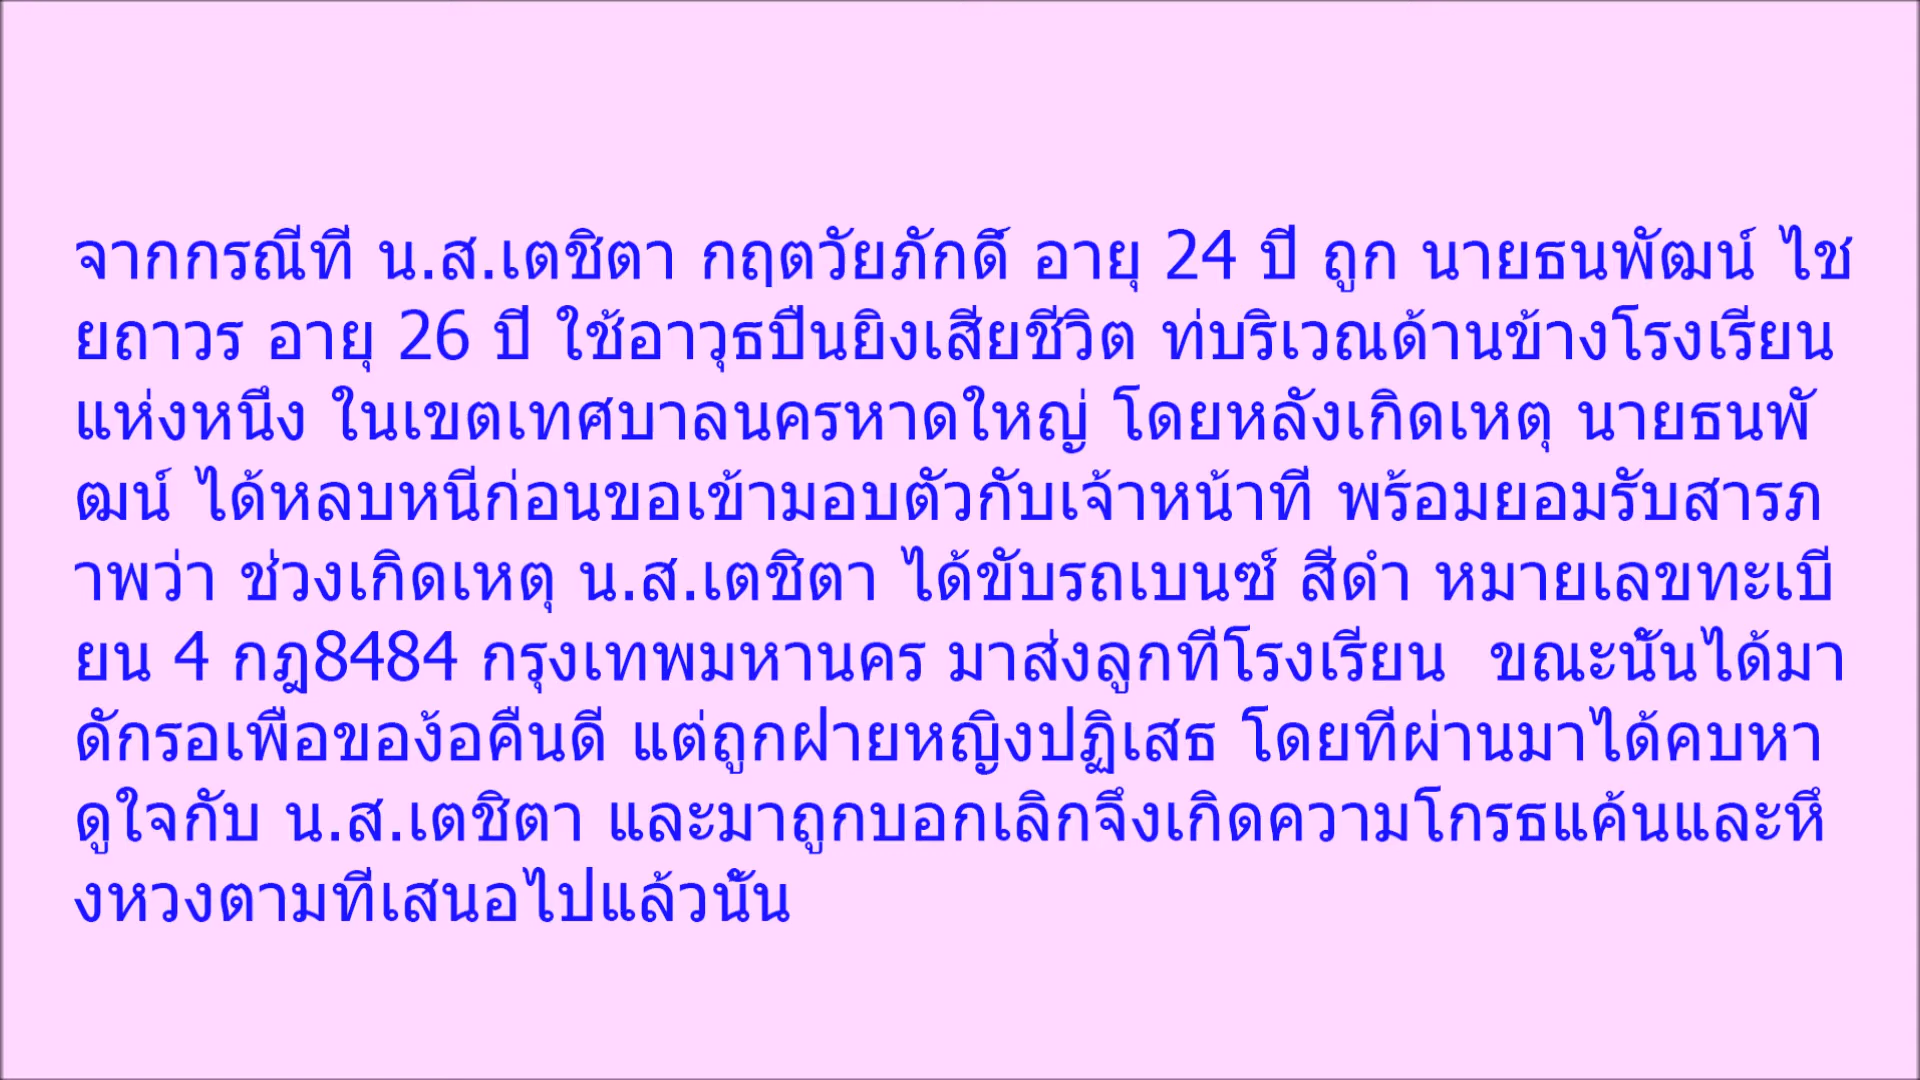 จากกรณีที่ น.ส.เตชิตา กฤตวัยภักดิ์ อายุ 24 ปี ถูก นายธนพัฒน์ ไช
ยถาวร อายุ 26 ปี ใช้อาวุธปืนยิงเสียชีวิต ท่บริเวณด้านข้างโรงเรียน
แห่งหนึ่ง ในเขตเทศบาลนครหาดใหญ่ โดยหลังเกิดเหตุ นายธนพั
ฒน์ ได้หลบหนีก่อนขอเข้ามอบตัวกับเจ้าหน้าที่ พร้อมยอมรับสารภ
าพว่า ช่วงเกิดเหตุ น.ส.เตชิตา ได้ขับรถเบนซ์ สีดำ หมายเลขทะเบี
ยน 4 กฎ8484 กรุงเทพมหานคร มาส่งลูกที่โรงเรียน  ขณะนั้นได้มา
ดักรอเพื่อของ้อคืนดี แต่ถูกฝ่ายหญิงปฏิเสธ โดยที่ผ่านมาได้คบหา
ดูใจกับ น.ส.เตชิตา และมาถูกบอกเลิกจึงเกิดความโกรธแค้นและหึ
งหวงตามที่เสนอไปแล้วนั้น